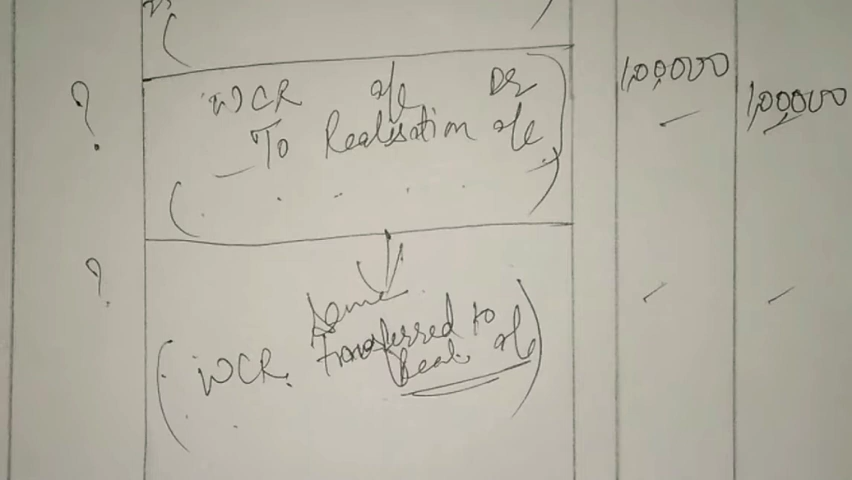 ?
WCR a/c Dr 1,00,000
To Realisation a/c 1,00,000
?
Same
(WCR. Transferred to
Real. a/c)